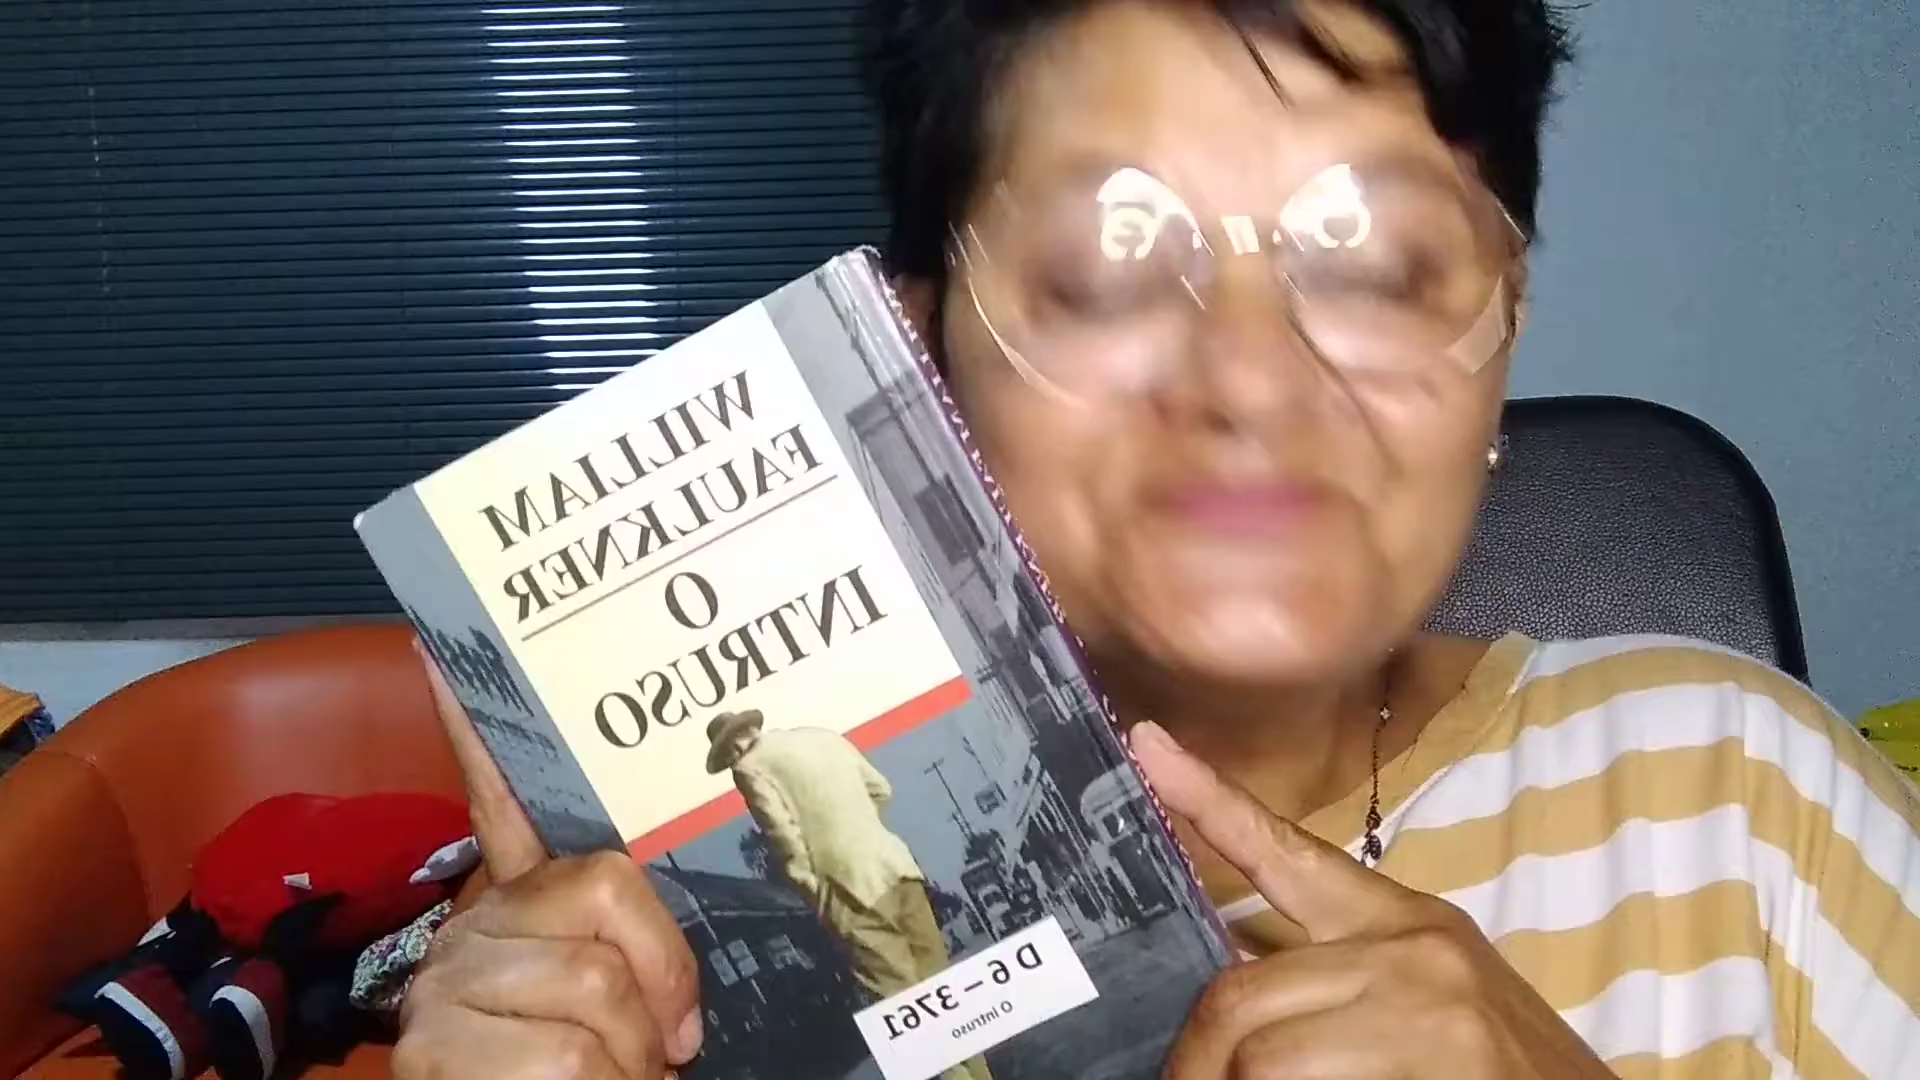 WILLIAM
FAULKNER
O
INTRUSO
D 6 – 3761
O Intruso